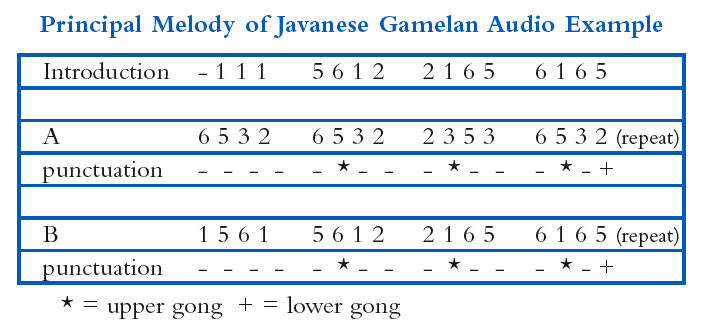 Principal Melody of Javanese Gamelan Audio Example
Introduction - 1 1 1 5 6 1 2 2 1 6 5 6 1 6 5
A 6 5 3 2 6 5 3 2 2 3 5 3 6 5 3 2 (repeat)
punctuation - - - - - ★ - - - ★ - - - ★ - +
B 1 5 6 1 5 6 1 2 2 1 6 5 6 1 6 5 (repeat)
punctuation - - - - - ★ - - - ★ - - - ★ - +
★ = upper gong + = lower gong